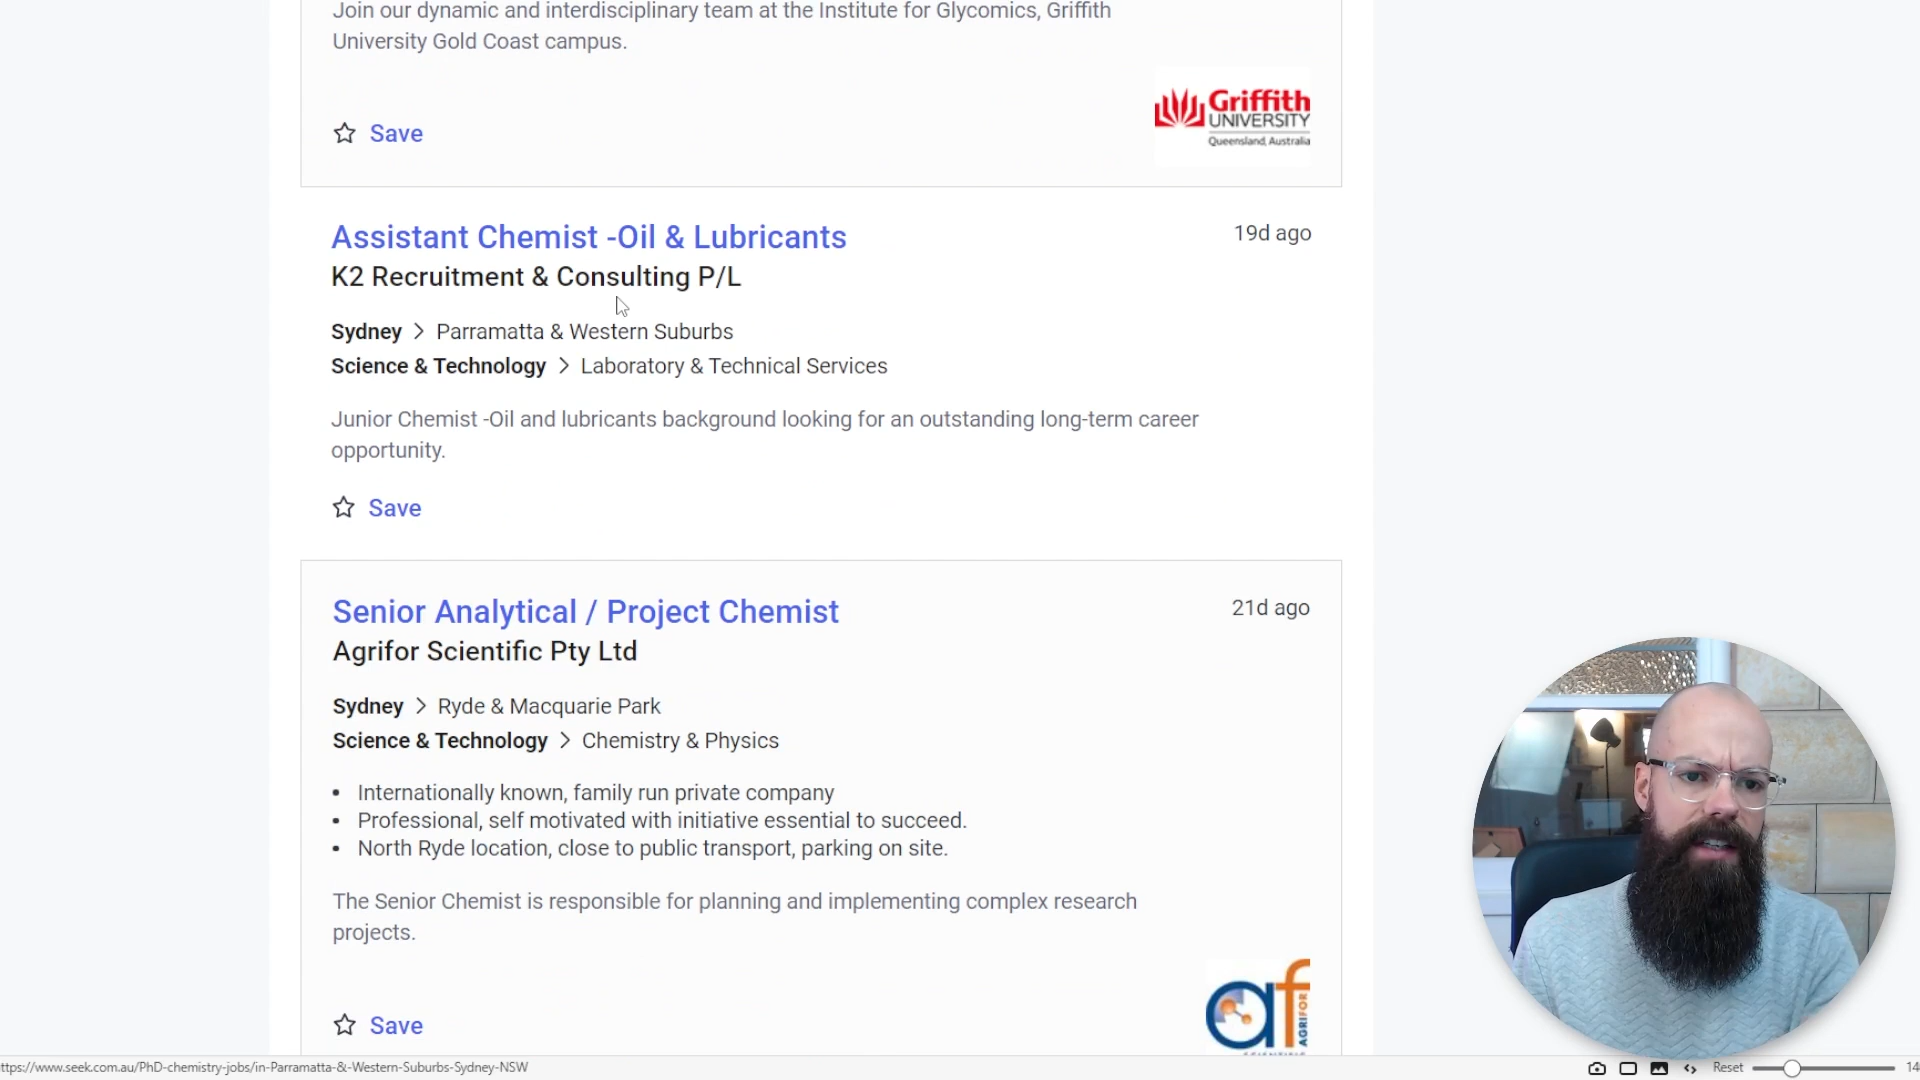 Join our dynamic and interdisciplinary team at the Institute for Glycomics, Griffith
University Gold Coast campus.
Griffith
UNIVERSITY
Queensland, Australia
Save
Assistant Chemist -Oil & Lubricants
19d ago
K2 Recruitment & Consulting P/L
Sydney > Parramatta & Western Suburbs
Science & Technology > Laboratory & Technical Services
Junior Chemist -Oil and lubricants background looking for an outstanding long-term career
opportunity.
Save
Senior Analytical / Project Chemist
21d ago
Agrifor Scientific Pty Ltd
Sydney > Ryde & Macquarie Park
Science & Technology > Chemistry & Physics
• Internationally known, family run private company
• Professional, self motivated with initiative essential to succeed.
• North Ryde location, close to public transport, parking on site.
The Senior Chemist is responsible for planning and implementing complex research
projects.
af
AGRIFOR
Save
ttps://www.seek.com.au/PhD-chemistry-jobs/in-Parramatta-&-Western-Suburbs-Sydney-NSW
Reset